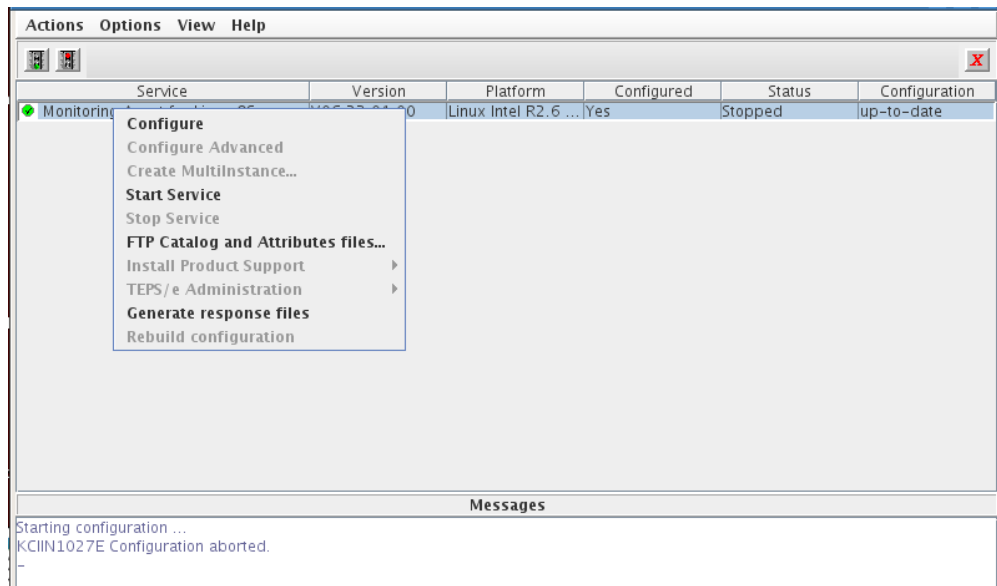 Actions Options View Help
X
Service Version Platform Configured Status Configuration
Monitoring Linux Intel R2.6 ... Yes Stopped up-to-date
Configure
Configure Advanced
Create MultiInstance...
Start Service
Stop Service
FTP Catalog and Attributes files...
Install Product Support
TEPS/e Administration
Generate response files
Rebuild configuration
Messages
Starting configuration ...
KCIIN1027E Configuration aborted.
–